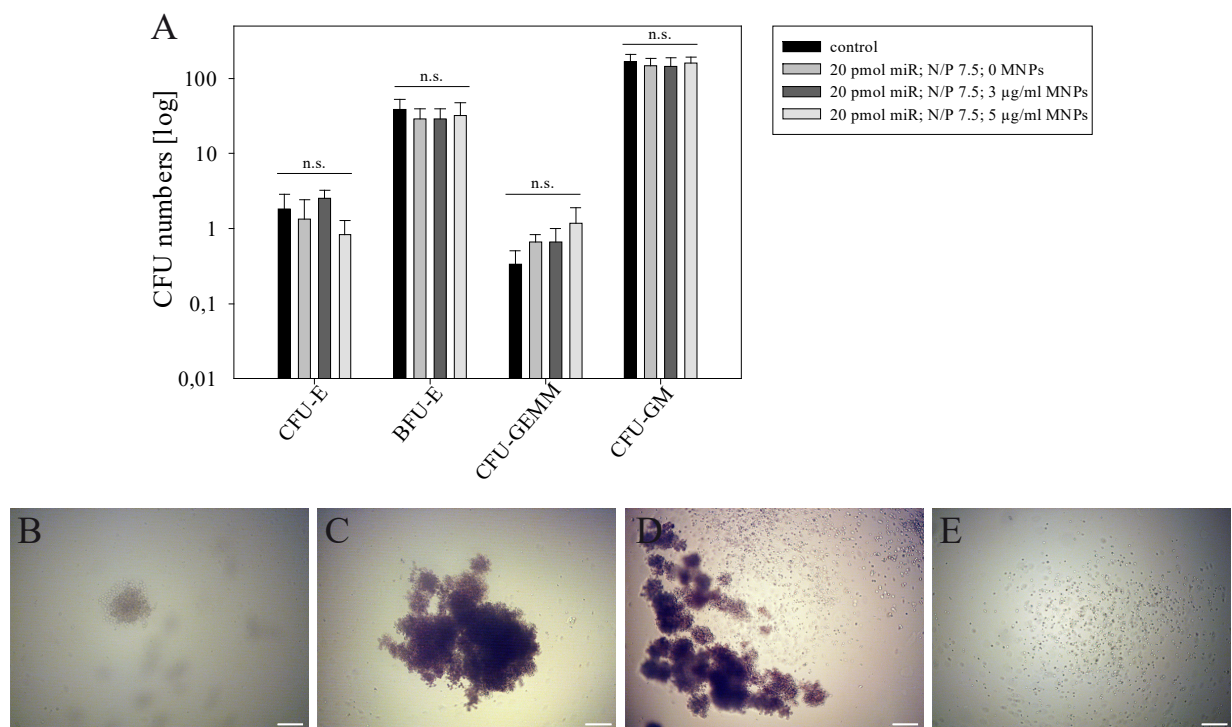 A
CFU numbers [log]
100
10
1
0,1
0,01
n.s.
n.s.
n.s.
n.s.
CFU-E
BFU-E
CFU-GEMM
CFU-GM
control
20 pmol miR; N/P 7.5; 0 MNPs
20 pmol miR; N/P 7.5; 3 µg/ml MNPs
20 pmol miR; N/P 7.5; 5 µg/ml MNPs
B
C
D
E